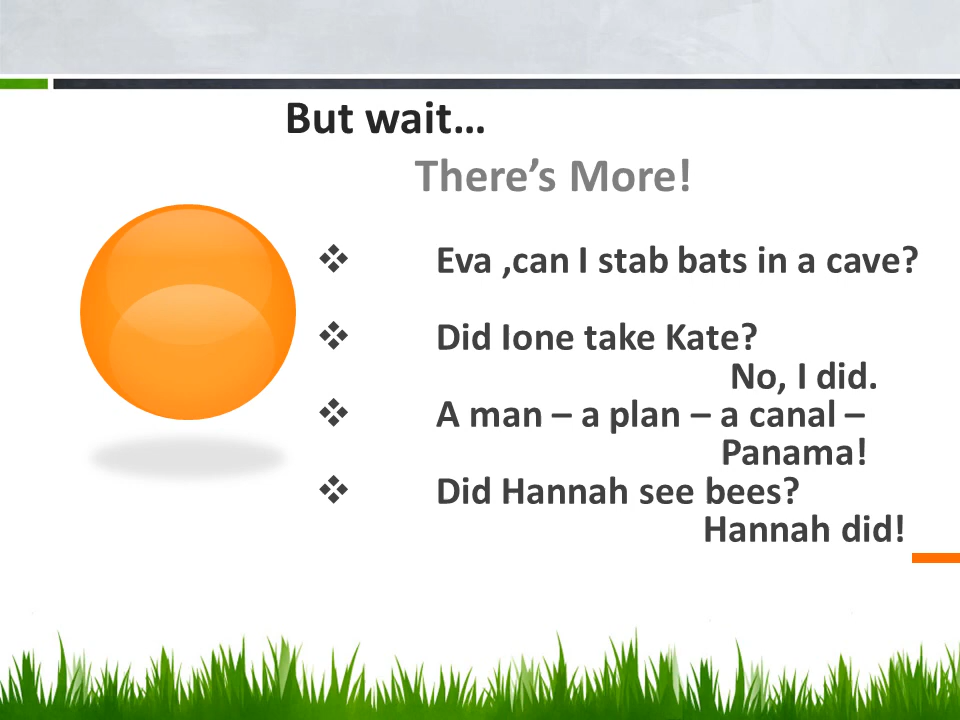 But wait…
There’s More!
❖ Eva ,can I stab bats in a cave?
❖ Did Ione take Kate?
No, I did.
❖ A man – a plan – a canal –
Panama!
❖ Did Hannah see bees?
Hannah did!